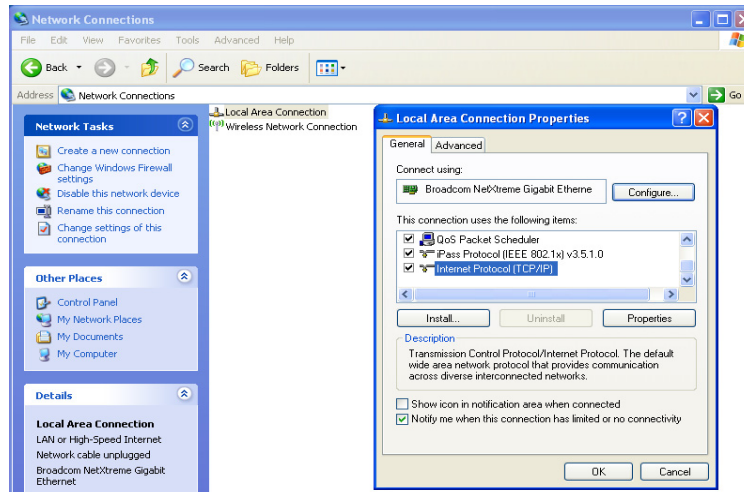 Network Connections
File Edit View Favorites Tools Advanced Help
Back Search Folders
Address Network Connections Go
Network Tasks
Create a new connection
Change Windows Firewall
settings
Disable this network device
Rename this connection
Change settings of this
connection
Other Places
Control Panel
My Network Places
My Documents
My Computer
Details
Local Area Connection
LAN or High-Speed Internet
Network cable unplugged
Broadcom NetXtreme Gigabit
Ethernet
Local Area Connection
Wireless Network Connection
Local Area Connection Properties
General Advanced
Connect using:
Broadcom NetXtreme Gigabit Etherne Configure...
This connection uses the following items:
QoS Packet Scheduler
iPass Protocol (IEEE 802.1x) v3.5.1.0
Internet Protocol (TCP/IP)
Install... Uninstall Properties
Description
Transmission Control Protocol/Internet Protocol. The default
wide area network protocol that provides communication
across diverse interconnected networks.
Show icon in notification area when connected
Notify me when this connection has limited or no connectivity
OK Cancel